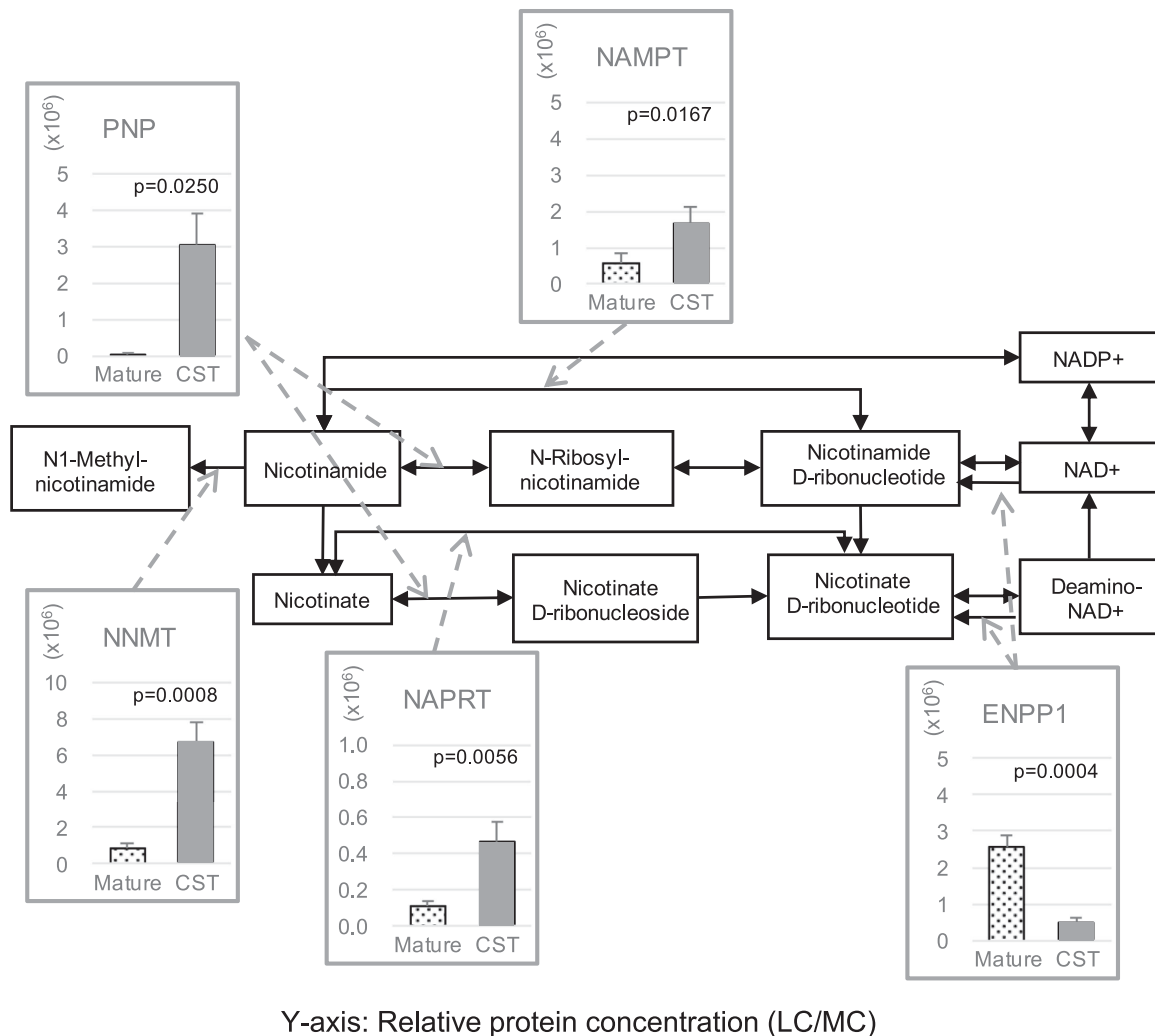 (x10⁶)
PNP
5
p=0.0250
4
3
2
1
0
Mature CST
(x10⁶)
NAMPT
5
p=0.0167
4
3
2
1
0
Mature CST
NADP+
N1-Methyl-
nicotinamide
Nicotinamide
N-Ribosyl-
nicotinamide
Nicotinamide
D-ribonucleotide
NAD+
Nicotinate
Nicotinate
D-ribonucleoside
Nicotinate
D-ribonucleotide
Deamino-
NAD+
(x10⁶)
NNMT
10
p=0.0008
8
6
4
2
0
Mature CST
(x10⁶)
NAPRT
1.0
p=0.0056
0.8
0.6
0.4
0.2
0.0
Mature CST
(x10⁶)
ENPP1
5
p=0.0004
4
3
2
1
0
Mature CST
Y-axis: Relative protein concentration (LC/MC)